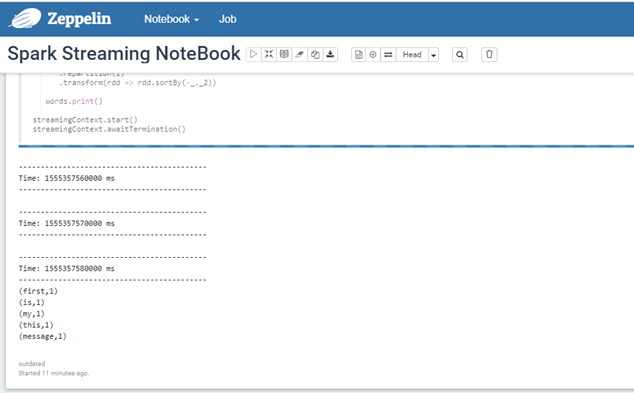 Zeppelin
Notebook
Job
Spark Streaming NoteBook
Head
.repartition(1)
.transform(rdd => rdd.sortBy(-_._2))
words.print()
streamingContext.start()
streamingContext.awaitTermination()
-------------------------------------------
Time: 1555357560000 ms
-------------------------------------------
-------------------------------------------
Time: 1555357570000 ms
-------------------------------------------
-------------------------------------------
Time: 1555357580000 ms
-------------------------------------------
(first,1)
(is,1)
(my,1)
(this,1)
(message,1)
outdated
Started 11 minutes ago.